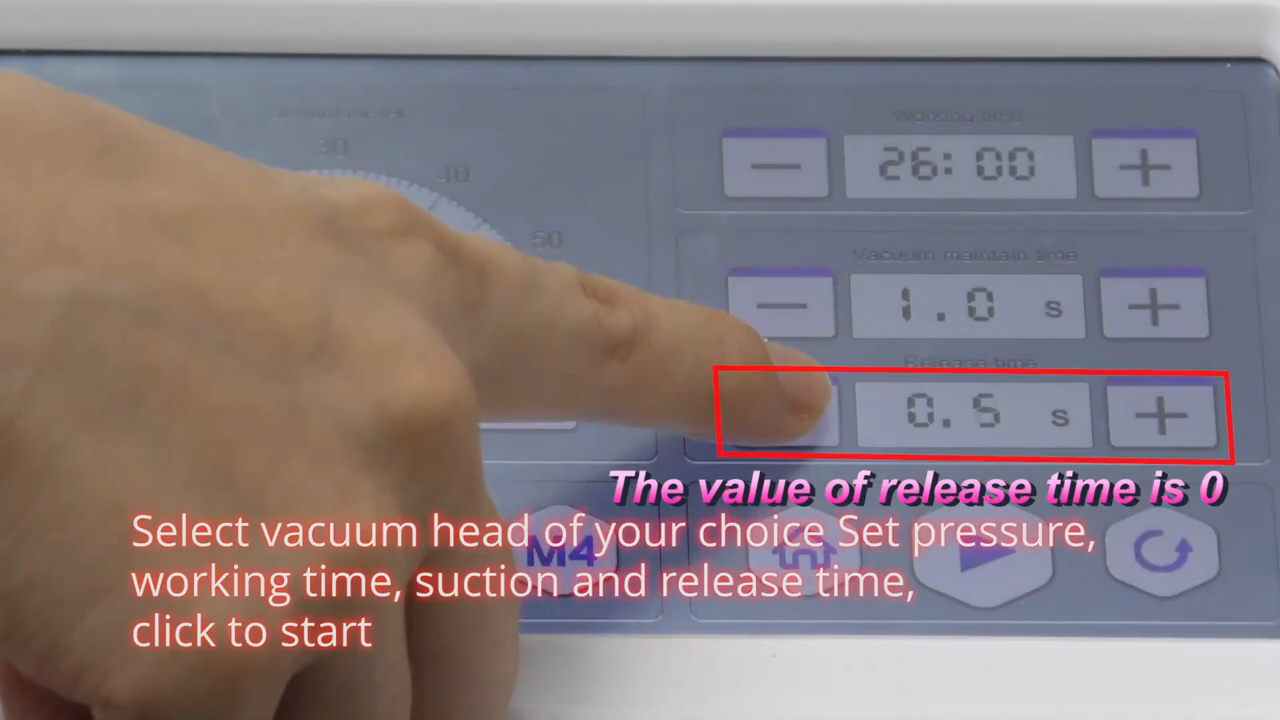 30
40
50
Working time
26:00
Vacuum maintain time
1.0 s
Release time
0.5 s
The value of release time is 0
M4
Select vacuum head of your choice Set pressure,
working time, suction and release time,
click to start